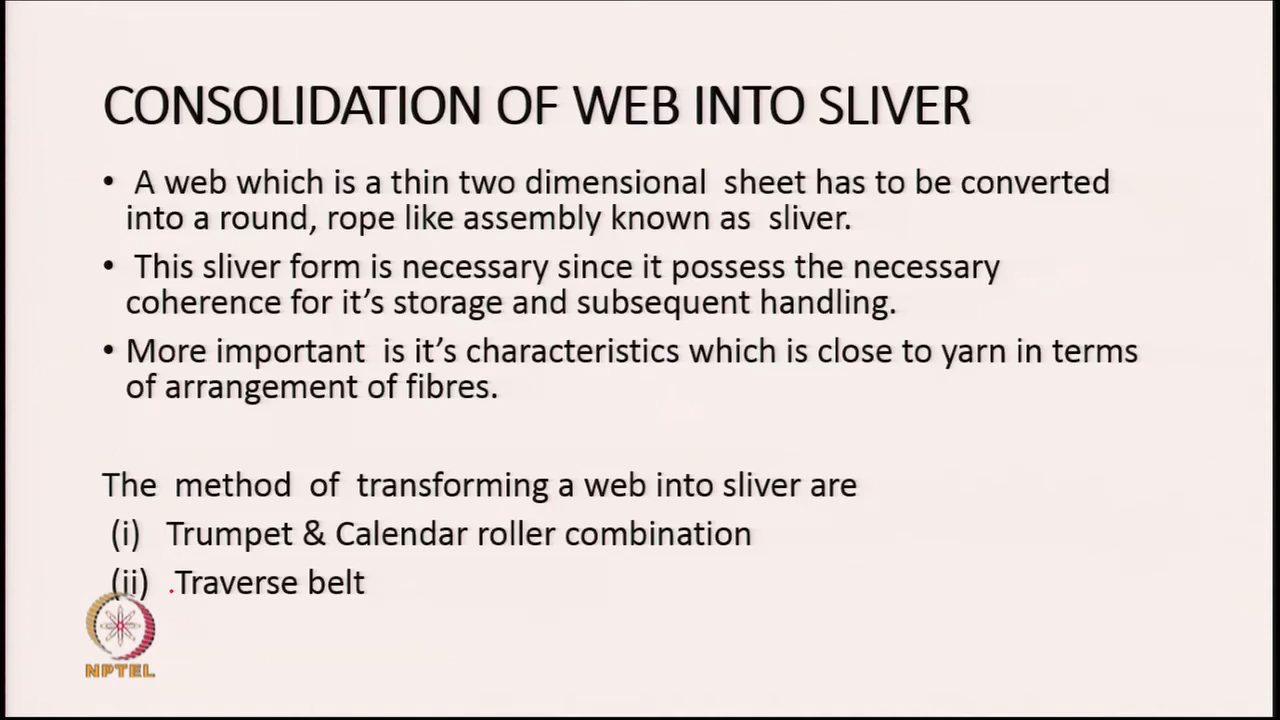 CONSOLIDATION OF WEB INTO SLIVER
• A web which is a thin two dimensional sheet has to be converted
into a round, rope like assembly known as sliver.
• This sliver form is necessary since it possess the necessary
coherence for it’s storage and subsequent handling.
• More important is it’s characteristics which is close to yarn in terms
of arrangement of fibres.
The method of transforming a web into sliver are
(i) Trumpet & Calendar roller combination
(ii) .Traverse belt
NPTEL